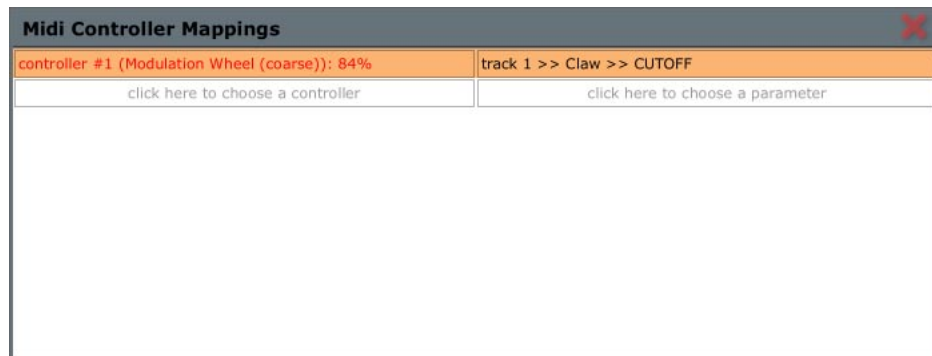 Midi Controller Mappings
controller #1 (Modulation Wheel (coarse)): 84% track 1 >> Claw >> CUTOFF
click here to choose a controller click here to choose a parameter